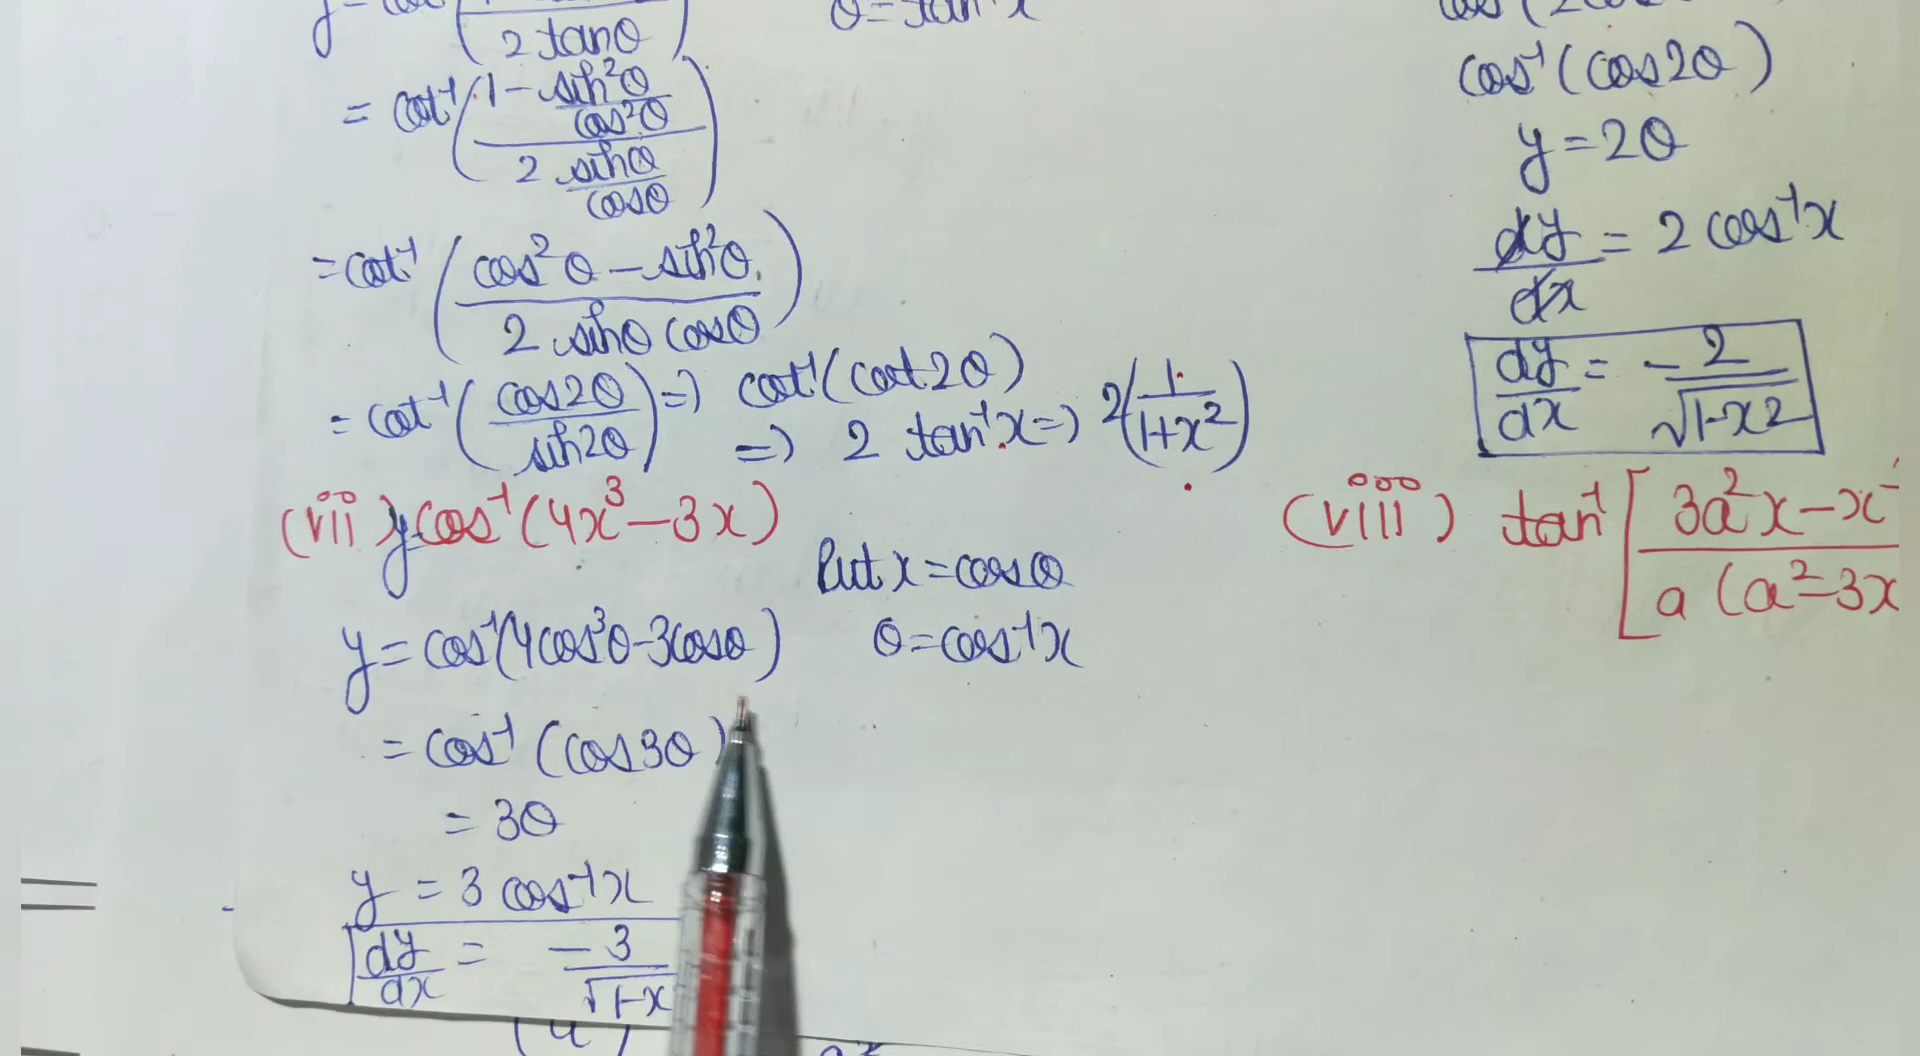 2 tanθ
θ = tan⁻¹x
= cot⁻¹( (1 - sin²θ/cos²θ) / (2 sinθ/cosθ) )
= cot⁻¹( (cos²θ - sin²θ) / (2 sinθ cosθ) )
= cot⁻¹( cos2θ / sin2θ ) => cot⁻¹(cot2θ)
=> 2 tan⁻¹x => 2( 1 / 1+x² )
(vii) y=cos⁻¹(4x³-3x)
Put x = cosθ
y = cos⁻¹(4cos³θ-3cosθ) θ=cos⁻¹x
= cos⁻¹ (cos3θ)
= 3θ
y = 3 cos⁻¹x
dy/dx = -3 / √1-x
cos⁻¹(cos2θ)
y = 2θ
dy/dx = 2 cos⁻¹x
dy/dx = - 2 / √1-x2
(viii) tan⁻¹ [ 3a²x-x / a (a²-3x